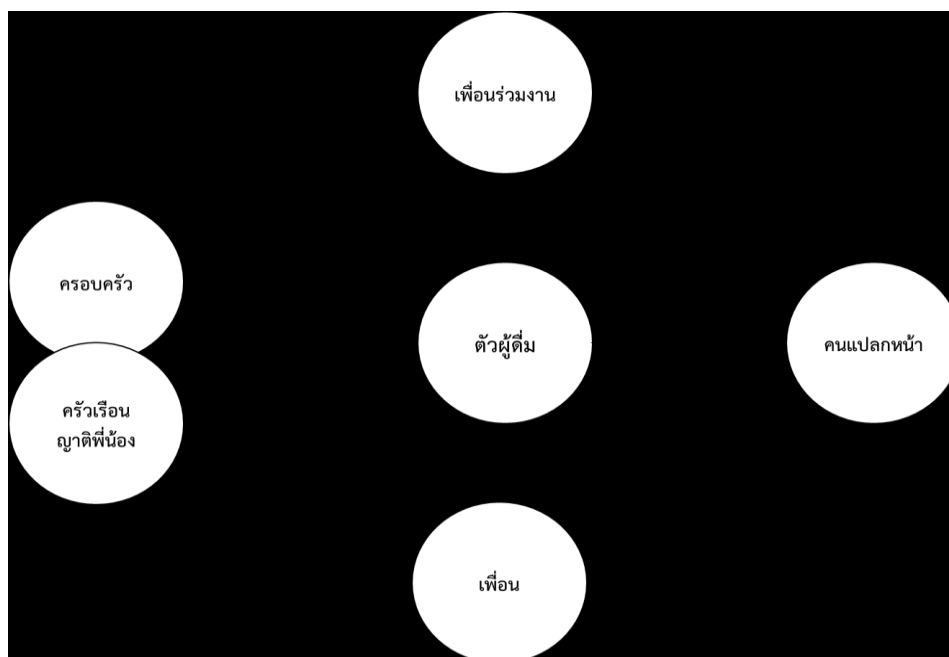 เพื่อนร่วมงาน
ครอบครัว
ตัวผู้ดื่ม
คนแปลกหน้า
ครัวเรือน
ญาติพี่น้อง
เพื่อน